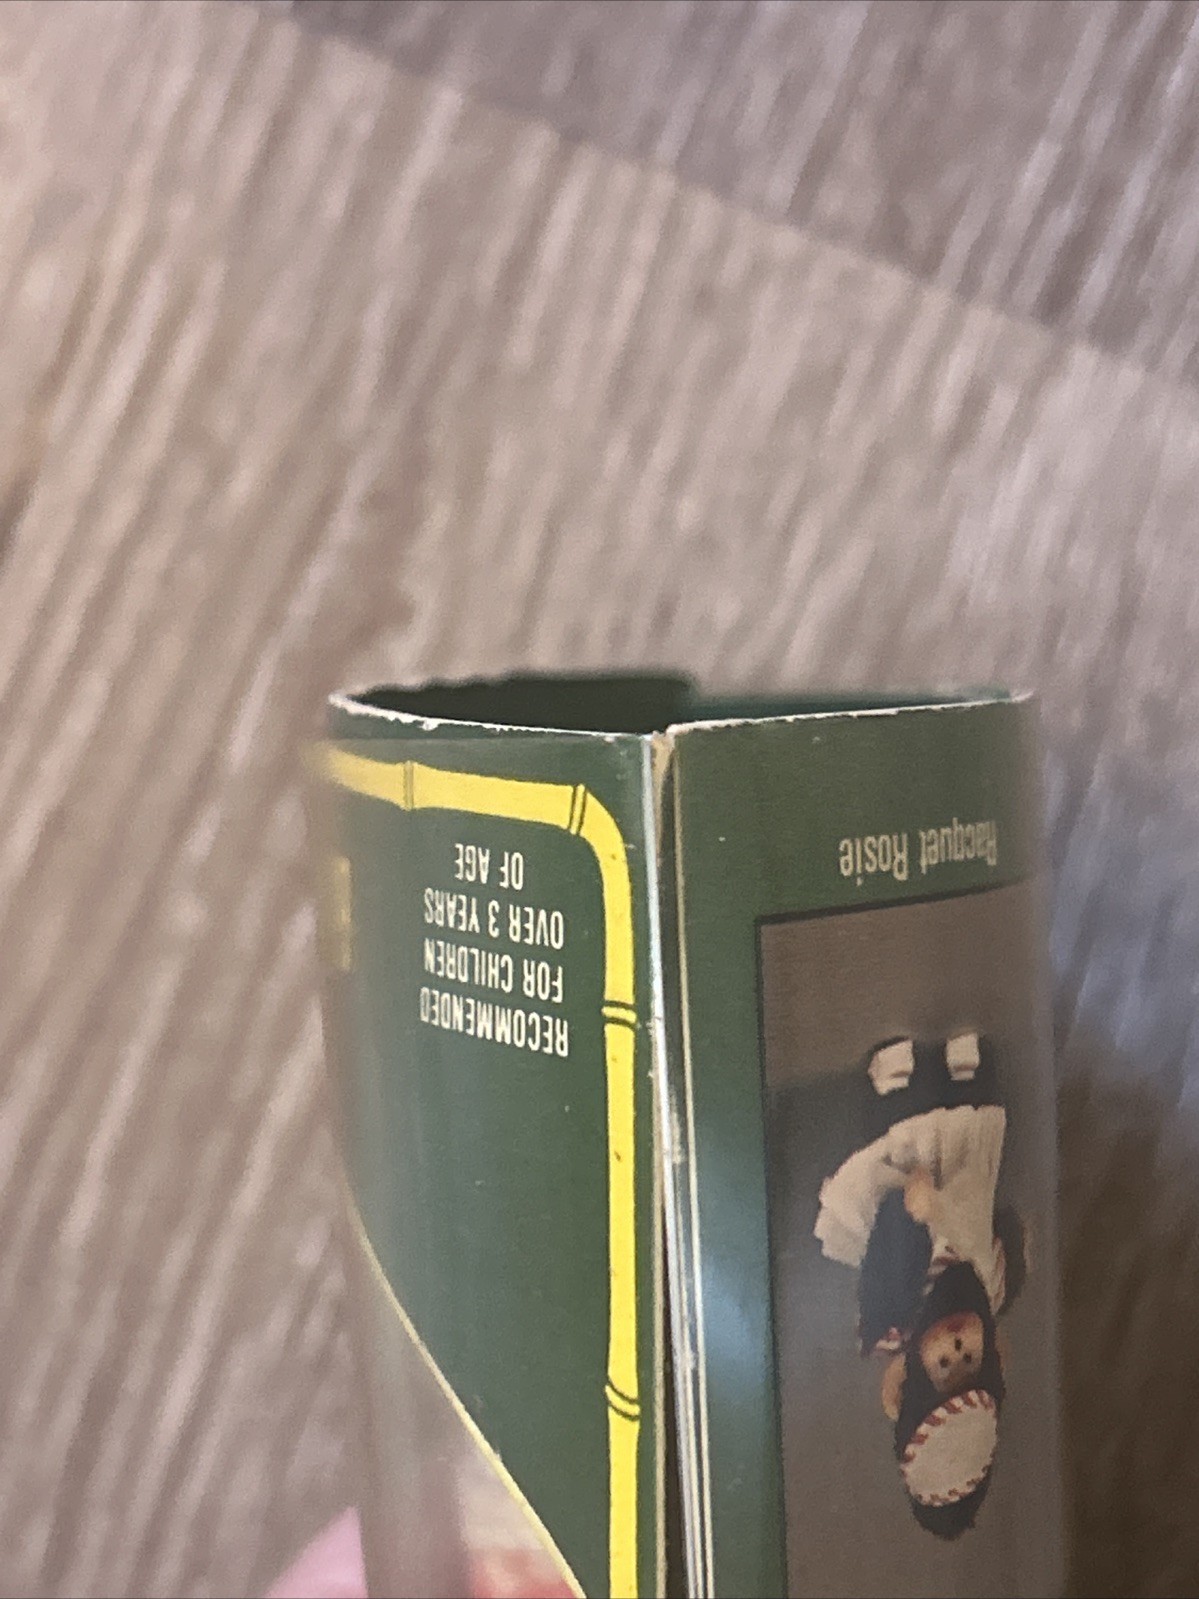 RECOMMENDED
FOR CHILDREN
OVER 3 YEARS
OF AGE
Racquet Rosie